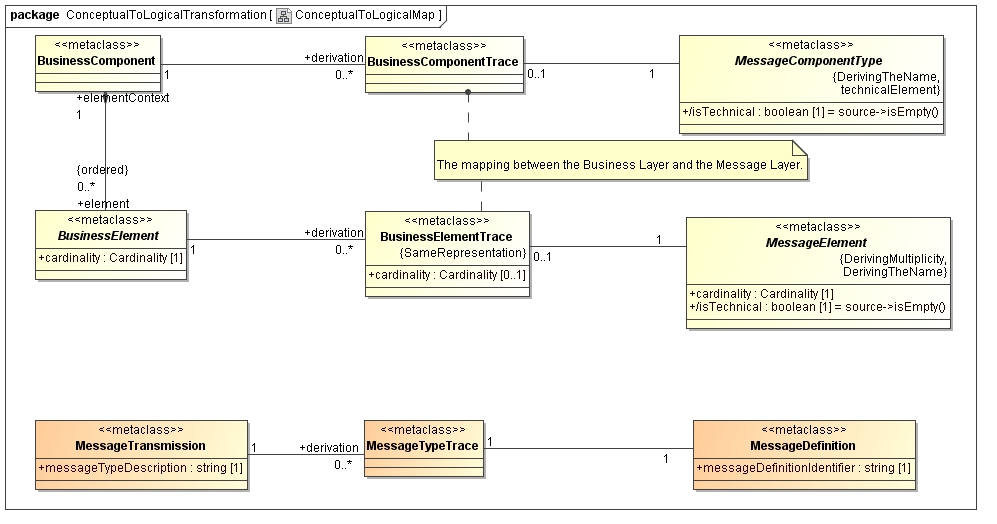 package ConceptualToLogicalTransformation [ ConceptualToLogicalMap ]
<<metaclass>>
BusinessComponent
1
+derivation
0..*
<<metaclass>>
BusinessComponentTrace
0..1
1
<<metaclass>>
MessageComponentType
{DerivingTheName,
technicalElement}
+/isTechnical : boolean [1] = source->isEmpty()
+elementContext
1
The mapping between the Business Layer and the Message Layer.
{ordered}
0..*
+element
<<metaclass>>
BusinessElement
+cardinality : Cardinality [1]
1
+derivation
0..*
<<metaclass>>
BusinessElementTrace
{SameRepresentation}
+cardinality : Cardinality [0..1]
0..1
1
<<metaclass>>
MessageElement
{DerivingMultiplicity,
DerivingTheName}
+cardinality : Cardinality [1]
+/isTechnical : boolean [1] = source->isEmpty()
<<metaclass>>
MessageTransmission
+messageTypeDescription : string [1]
1
+derivation
0..*
<<metaclass>>
MessageTypeTrace
1
1
<<metaclass>>
MessageDefinition
+messageDefinitionIdentifier : string [1]